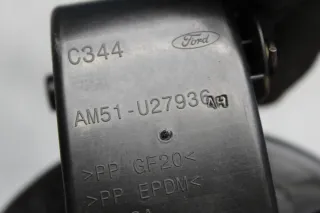 C344
Ford
AM51-U27936
>PP GF20<
>PP EPDM<